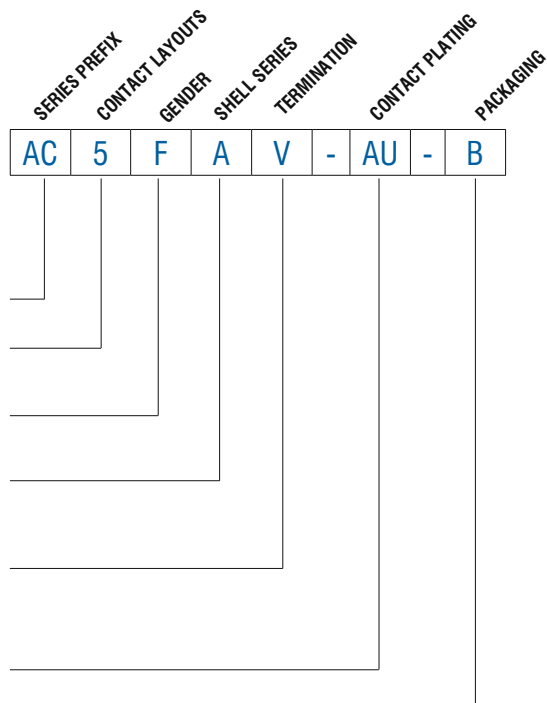 SERIES PREFIX
CONTACT LAYOUTS
GENDER
SHELL SERIES
TERMINATION
CONTACT PLATING
PACKAGING
AC 5 F A V - AU - B